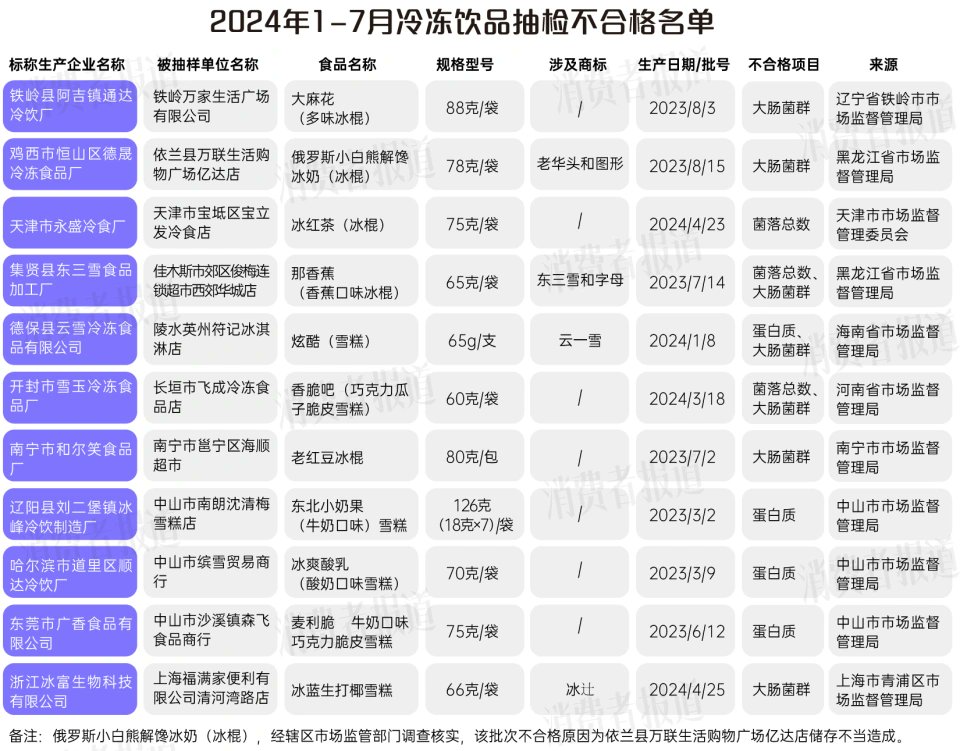 2024年1-7月冷冻饮品抽检不合格名单
标称生产企业名称 被抽样单位名称 食品名称 规格型号 涉及商标 生产日期/批号 不合格项目 来源
铁岭县阿吉镇通达
冷饮厂
铁岭万家生活广场
有限公司
大麻花
（多味冰棍）
88克/袋
/
2023/8/3
大肠菌群
辽宁省铁岭市市
场监督管理局
鸡西市恒山区德晟
冷冻食品厂
依兰县万联生活购
物广场亿达店
俄罗斯小白熊解馋
冰奶（冰棍）
78克/袋
老华头和图形
2023/8/15
大肠菌群
黑龙江省市场监
督管理局
天津市永盛冷食厂
天津市宝坻区宝立
发冷食店
冰红茶（冰棍）
75克/袋
/
2024/4/23
菌落总数
天津市市场监督
管理委员会
集贤县东三雪食品
加工厂
佳木斯市郊区俊梅连
锁超市西郊华城店
那香蕉
（香蕉口味冰棍）
65克/袋
东三雪和字母
2023/7/14
菌落总数、
大肠菌群
黑龙江省市场监
督管理局
德保县云雪冷冻食
品有限公司
陵水英州符记冰淇
淋店
炫酷（雪糕）
65g/支
云一雪
2024/1/8
蛋白质、
大肠菌群
海南省市场监督
管理局
开封市雪玉冷冻食
品厂
长垣市飞成冷冻食
品店
香脆吧（巧克力瓜
子脆皮雪糕）
60克/袋
/
2024/3/18
菌落总数、
大肠菌群
河南省市场监督
管理局
南宁市和尔笑食品
厂
南宁市邕宁区海顺
超市
老红豆冰棍
80克/包
/
2023/7/2
大肠菌群
南宁市市场监督
管理局
辽阳县刘二堡镇冰
峰冷饮制造厂
中山市南朗沈清梅
雪糕店
东北小奶果
（牛奶口味）雪糕
126克
（18克×7）/袋
/
2023/3/2
蛋白质
中山市市场监督
管理局
哈尔滨市道里区顺
达冷饮厂
中山市缤雪贸易商
行
冰爽酸乳
（酸奶口味雪糕）
70克/袋
/
2023/3/9
蛋白质
中山市市场监督
管理局
东莞市广香食品有
限公司
中山市沙溪镇森飞
食品商行
麦利脆 牛奶口味
巧克力脆皮雪糕
75克/袋
/
2023/6/12
蛋白质
中山市市场监督
管理局
浙江冰富生物科技
有限公司
上海福满家便利有
限公司清河湾路店
冰蓝生打椰雪糕
66克/袋
冰辻
2024/4/25
大肠菌群
上海市青浦区市
场监督管理局
备注：俄罗斯小白熊解馋冰奶（冰棍），经辖区市场监管部门调查核实，该批次不合格原因为依兰县万联生活购物广场亿达店储存不当造成。
消费者报道